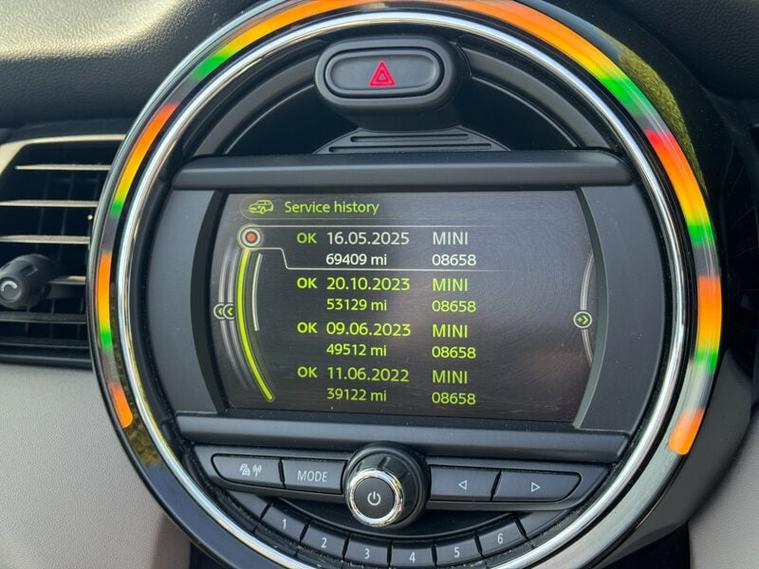 Service history
OK 16.05.2025 MINI
69409 mi 08658
OK 20.10.2023 MINI
53129 mi 08658
OK 09.06.2023 MINI
49512 mi 08658
OK 11.06.2022 MINI
39122 mi 08658
MODE
1 2 3 4 5 6